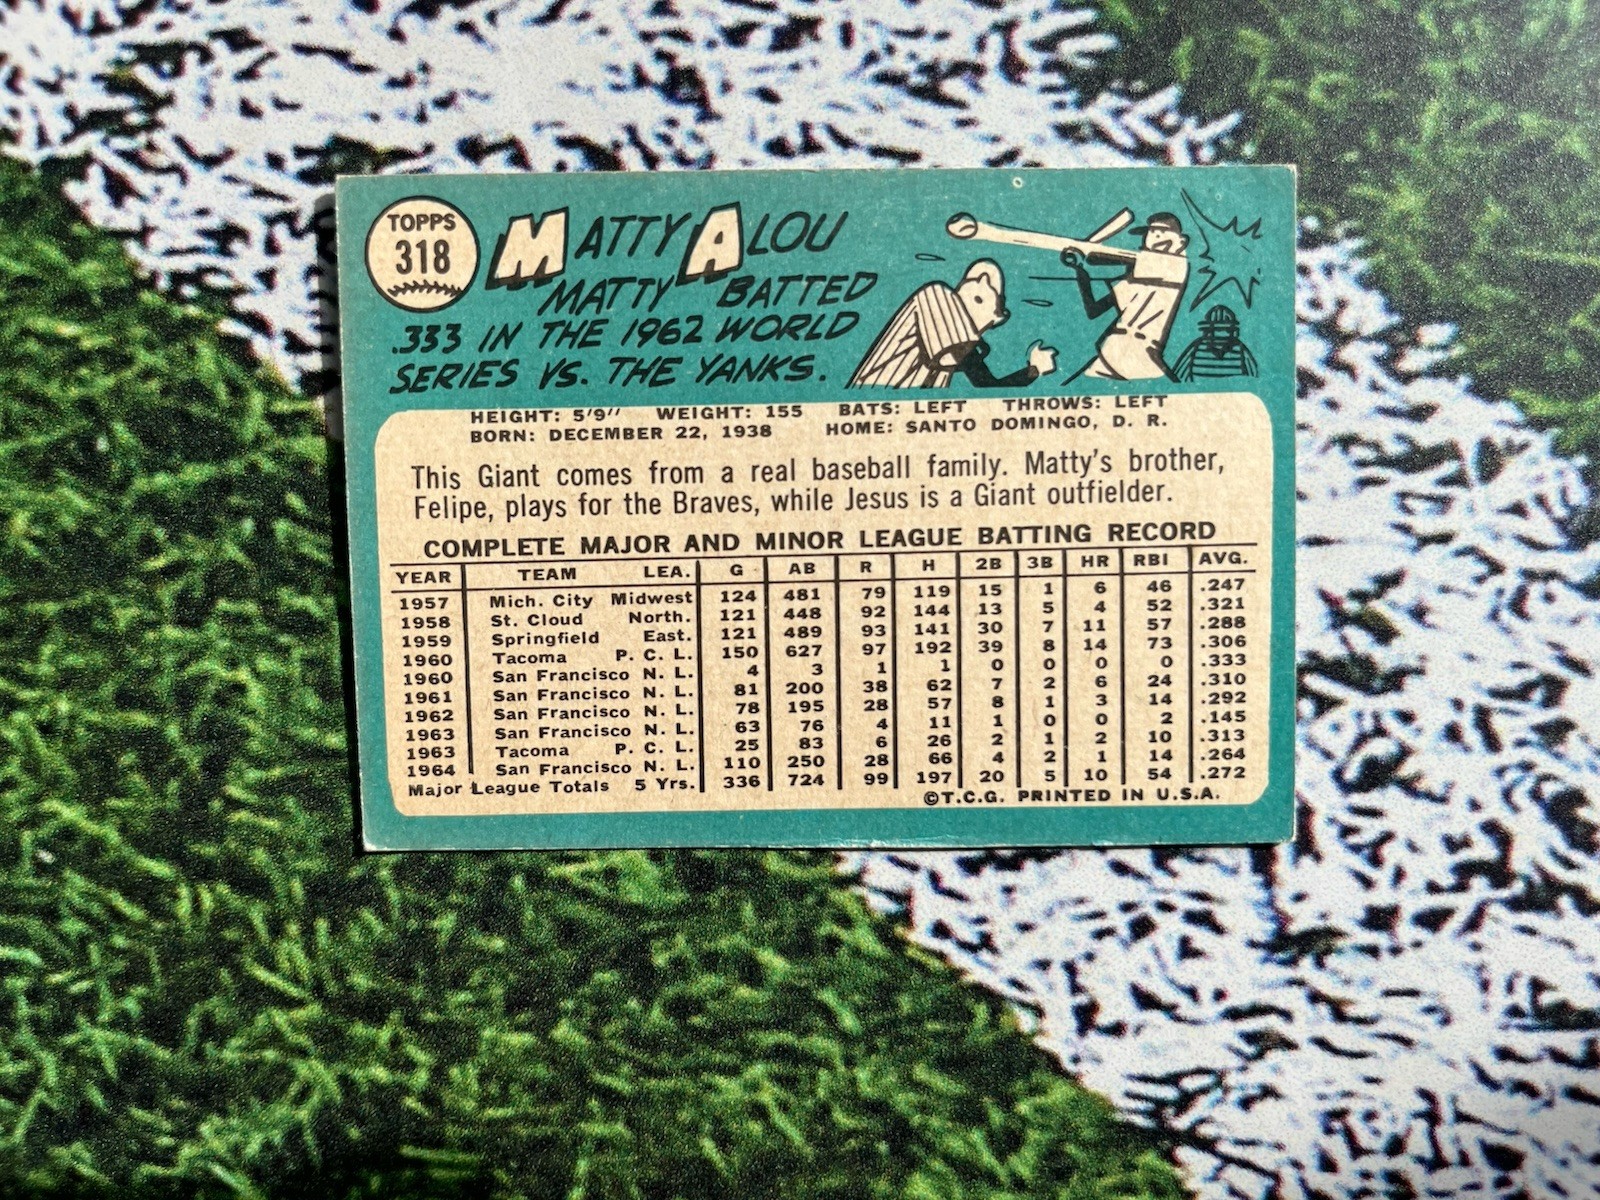 TOPPS
318
MATTY ALOU
MATTY BATTED
.333 IN THE 1962 WORLD
SERIES VS. THE YANKS.
HEIGHT: 5'9" WEIGHT: 155 BATS: LEFT THROWS: LEFT
BORN: DECEMBER 22, 1938 HOME: SANTO DOMINGO, D. R.
This Giant comes from a real baseball family. Matty's brother,
Felipe, plays for the Braves, while Jesus is a Giant outfielder.
COMPLETE MAJOR AND MINOR LEAGUE BATTING RECORD
YEAR TEAM LEA. G AB R H 2B 3B HR RBI AVG.
1957 Mich. City Midwest 124 481 79 119 15 1 6 46 .247
1958 St. Cloud North. 121 448 92 144 13 5 4 52 .321
1959 Springfield East. 121 489 93 141 30 7 11 57 .288
1960 Tacoma P. C. L. 150 627 97 192 39 8 14 73 .306
1960 San Francisco N. L. 4 3 1 1 0 0 0 0 .333
1961 San Francisco N. L. 81 200 38 62 7 2 6 24 .310
1962 San Francisco N. L. 78 195 28 57 8 1 3 14 .292
1963 San Francisco N. L. 63 76 4 11 1 0 0 2 .145
1963 Tacoma P. C. L. 25 83 6 26 2 1 2 10 .313
1964 San Francisco N. L. 110 250 28 66 4 2 1 14 .264
Major League Totals 5 Yrs. 336 724 99 197 20 5 10 54 .272
©T.C.G. PRINTED IN U.S.A.